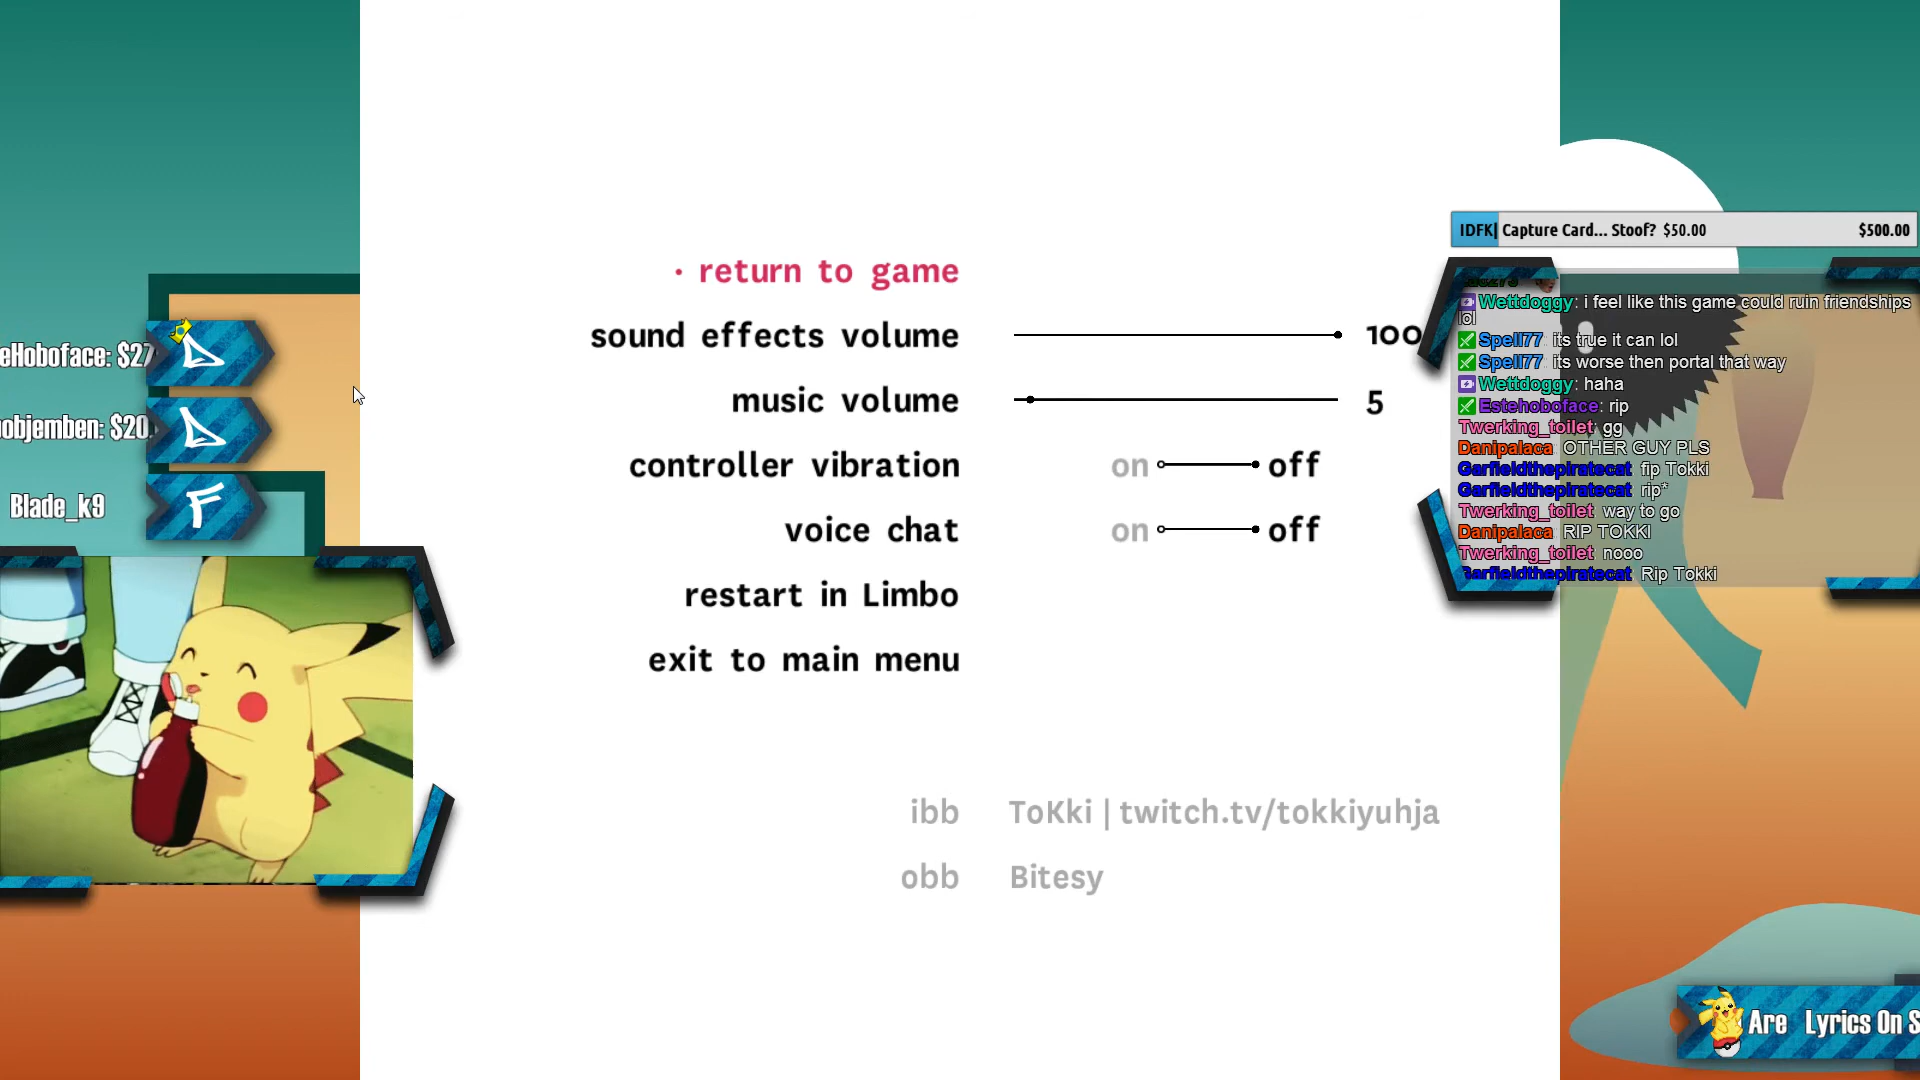 · return to game
sound effects volume 100
music volume 5
controller vibration on off
voice chat on off
restart in Limbo
exit to main menu
ibb ToKki | twitch.tv/tokkiyuhja
obb Bitesy
eHoboface: $27
objemben: $20.
Blade_k9
IDFK| Capture Card... Stoof? $50.00 $500.00
Wettdoggy: i feel like this game could ruin friendships
lol
Spell77 its true it can lol
Spell77 its worse then portal that way
Wettdoggy: haha
Estehoboface: rip
Twerking_toilet gg
Danipalaca OTHER GUY PLS
Garfieldthepiratecat fip Tokki
Garfieldthepiratecat rip*
Twerking_toilet way to go
Danipalaca RIP TOKKI
Twerking_toilet nooo
Garfieldthepiratecat Rip Tokki
Are Lyrics On S